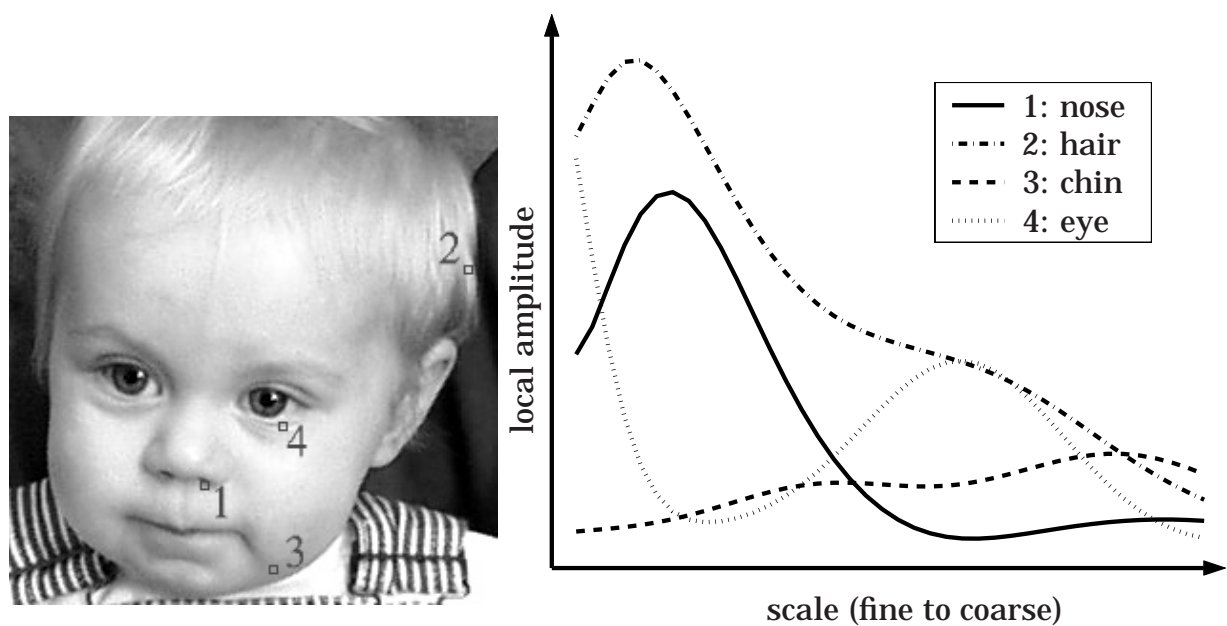 2
4
1
3
local amplitude
1: nose
2: hair
3: chin
4: eye
scale (fine to coarse)